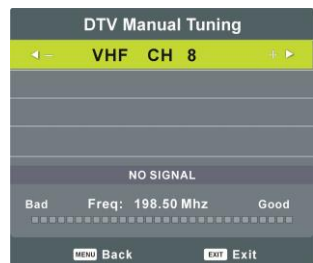 DTV Manual Tuning
- VHF CH 8 +
NO SIGNAL
Bad Freq: 198.50 Mhz Good
MENU Back EXIT Exit